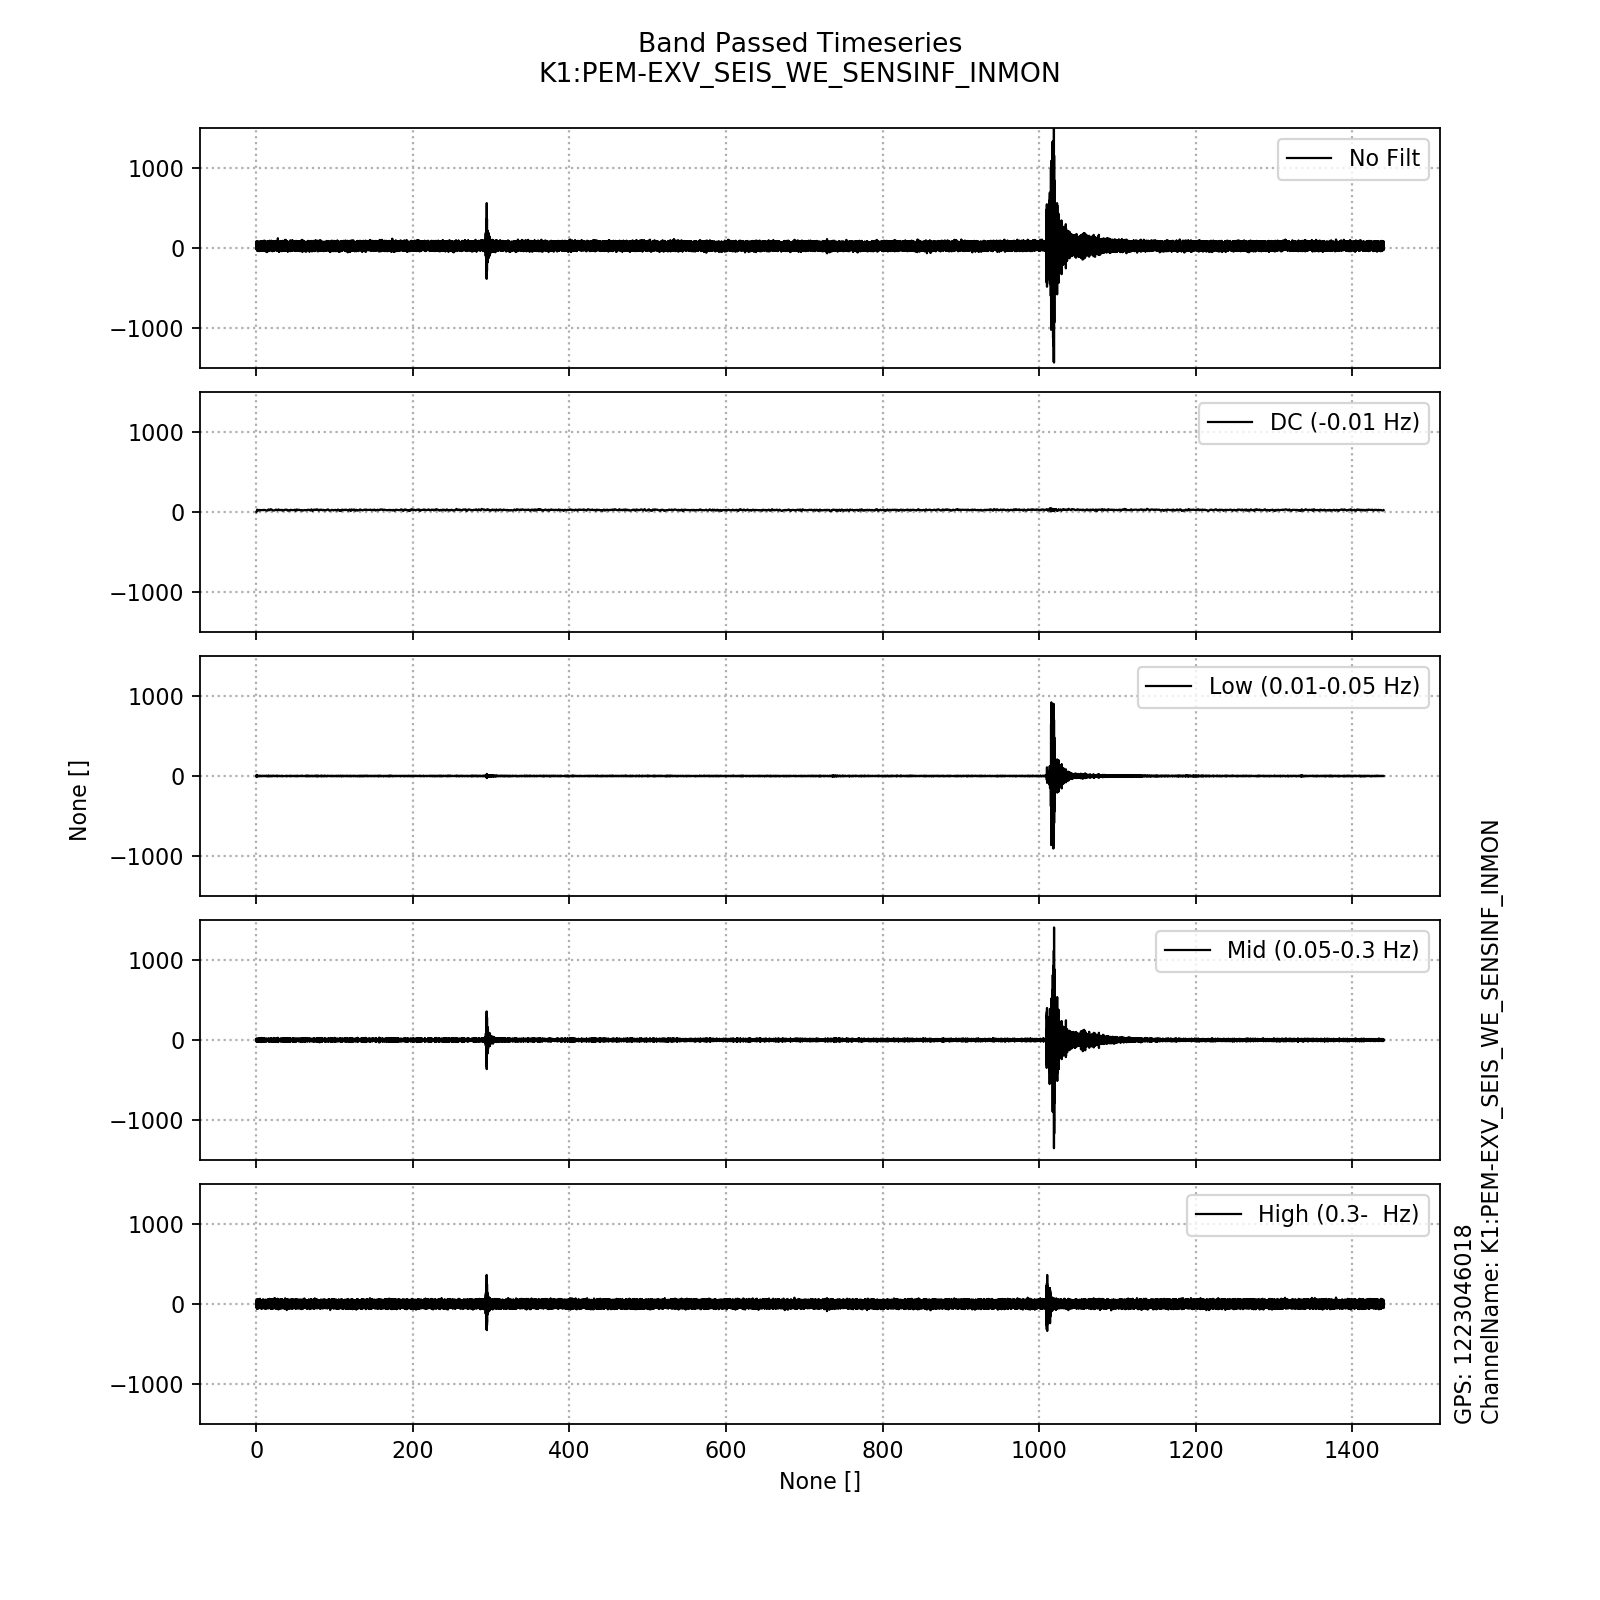 Band Passed Timeseries
K1:PEM-EXV_SEIS_WE_SENSINF_INMON
1000
0
−1000
No Filt
1000
0
−1000
DC (-0.01 Hz)
1000
0
−1000
Low (0.01-0.05 Hz)
1000
0
−1000
Mid (0.05-0.3 Hz)
1000
0
−1000
High (0.3-  Hz)
0 200 400 600 800 1000 1200 1400
None []
None []
GPS: 1223046018
ChannelName: K1:PEM-EXV_SEIS_WE_SENSINF_INMON